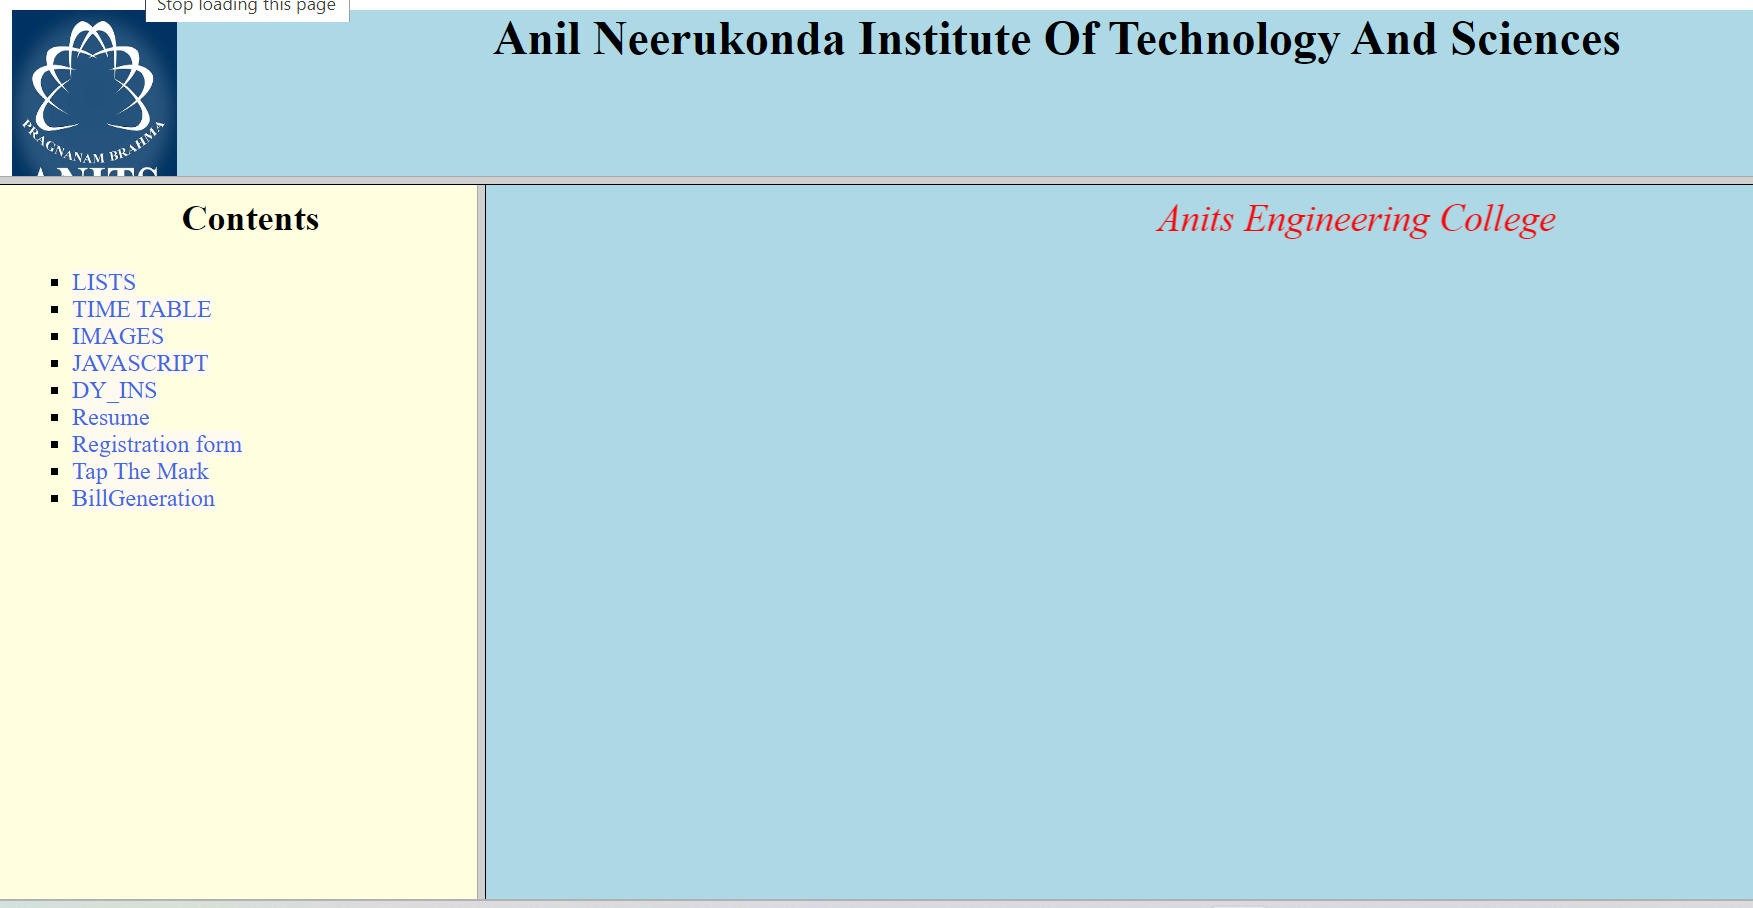 Stop loading this page
Anil Neerukonda Institute Of Technology And Sciences
PRAGNANAM BRAHMA
ANITS
Contents
Anits Engineering College
LISTS
TIME TABLE
IMAGES
JAVASCRIPT
DY_INS
Resume
Registration form
Tap The Mark
BillGeneration